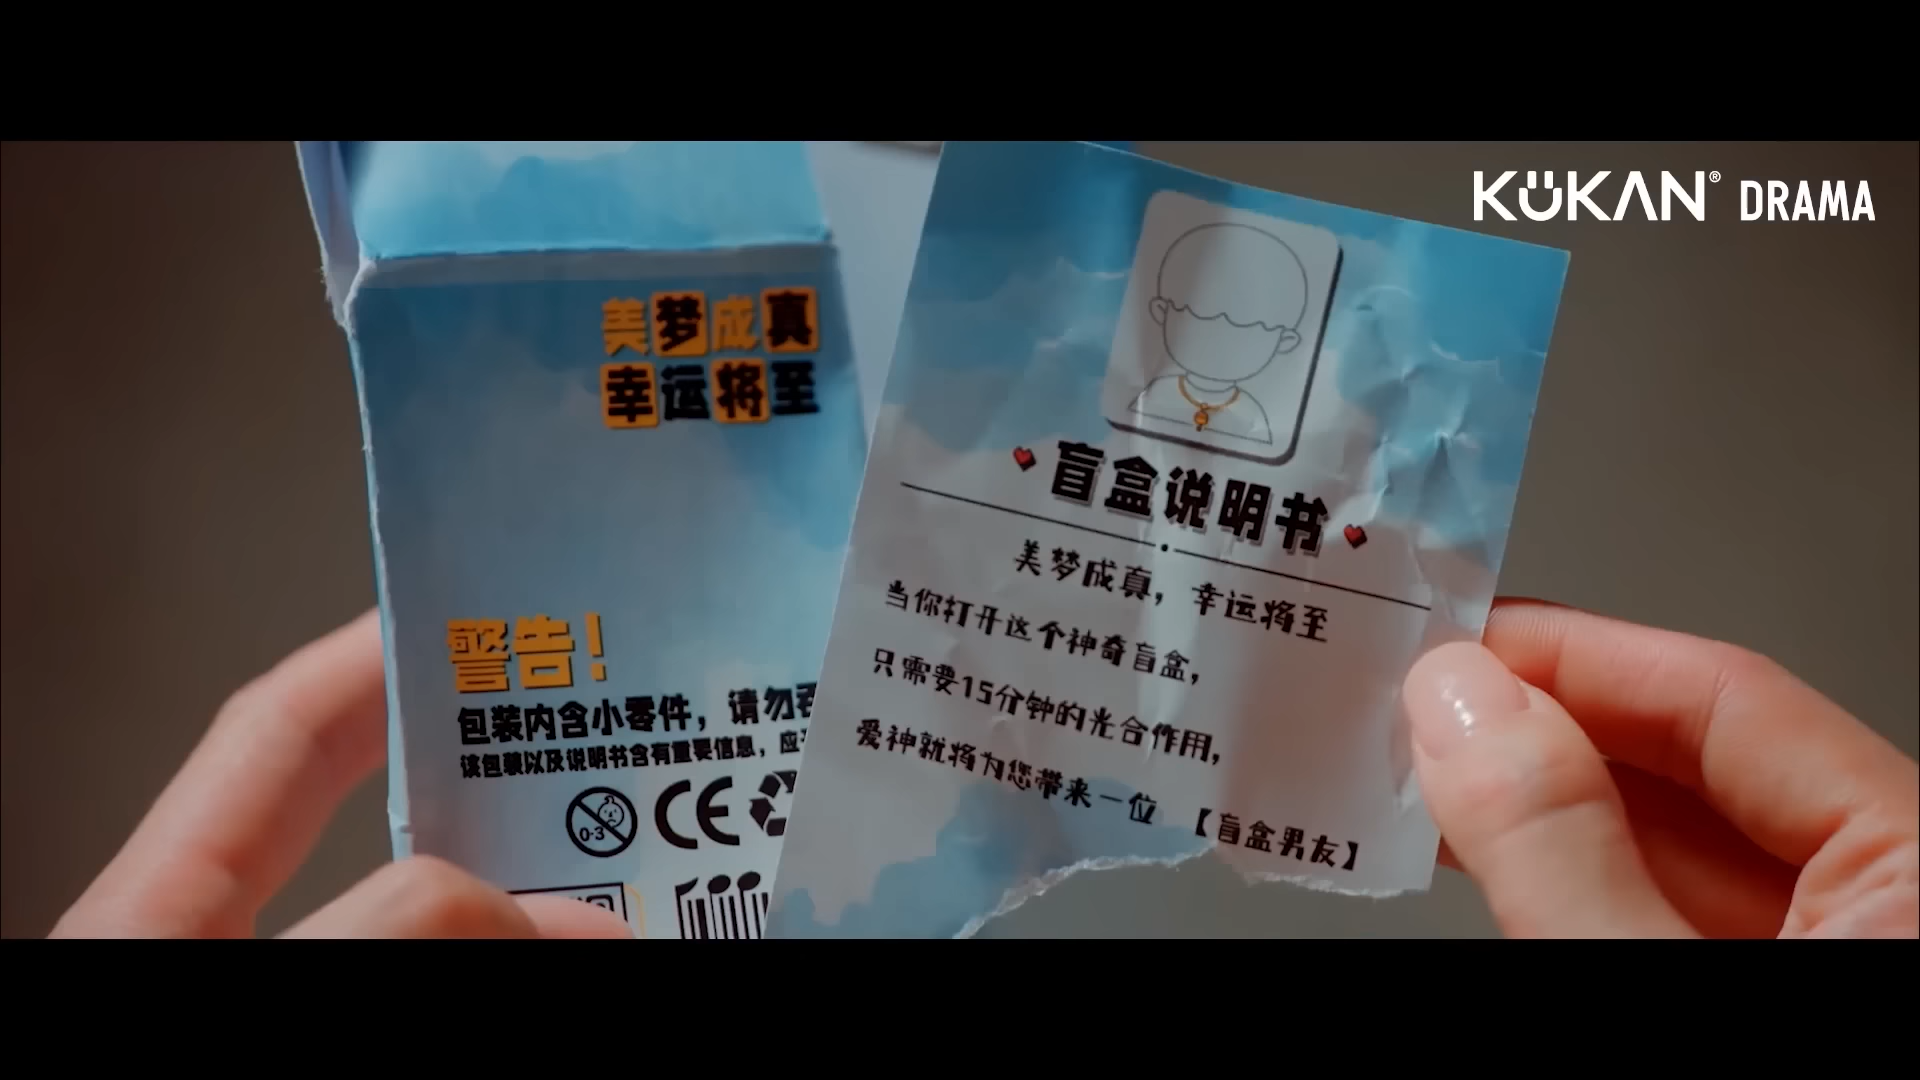 KÜKAN® DRAMA
美梦成真
幸运将至
警告！
包装内含小零件，请勿吞
该包装以及说明书含有重要信息，应
0-3
CE
盲盒说明书
美梦成真，幸运将至
当你打开这个神奇盲盒，
只需要15分钟的光合作用，
爱神就将为您带来一位 【盲盒男友】